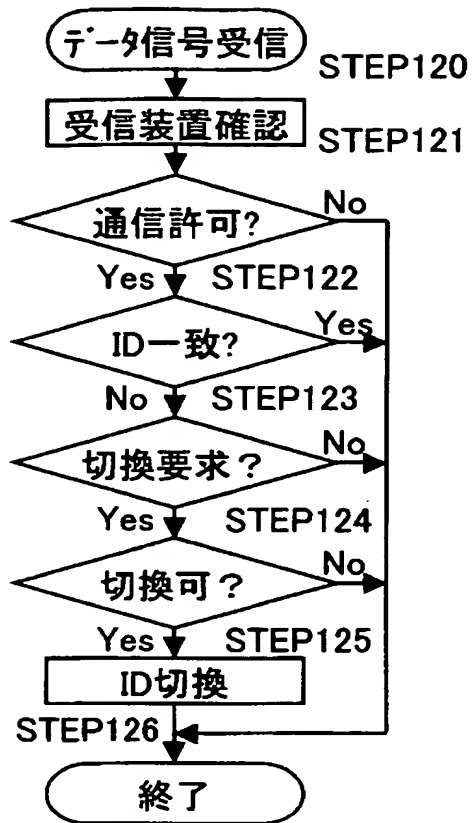 データ信号受信
STEP120
受信装置確認
STEP121
通信許可?
No
Yes
STEP122
ID一致?
Yes
No
STEP123
切換要求？
No
Yes
STEP124
切換可？
No
Yes
STEP125
ID切換
STEP126
終了